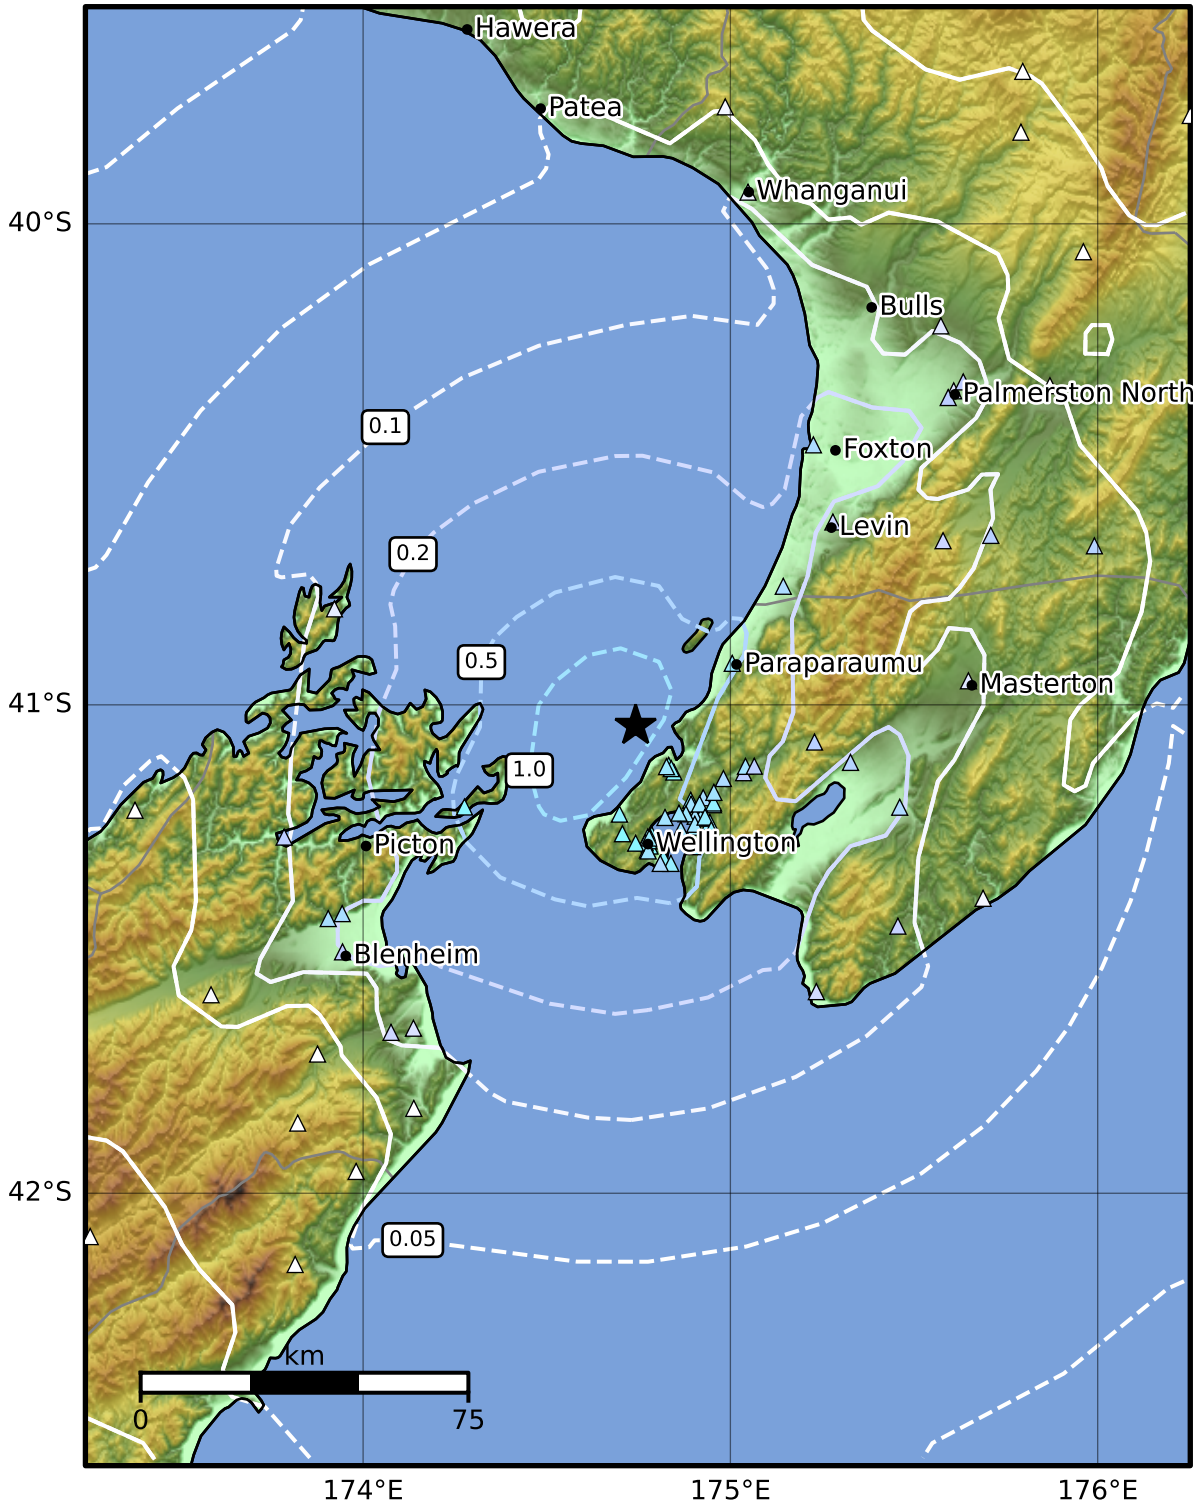 Hawera
Patea
Whanganui
40°S
Bulls
Palmerston North
0.1
Foxton
Levin
0.2
0.5
Paraparaumu
Masterton
41°S
1.0
Picton
Wellington
Blenheim
42°S
0.05
km
0
75
174°E
175°E
176°E